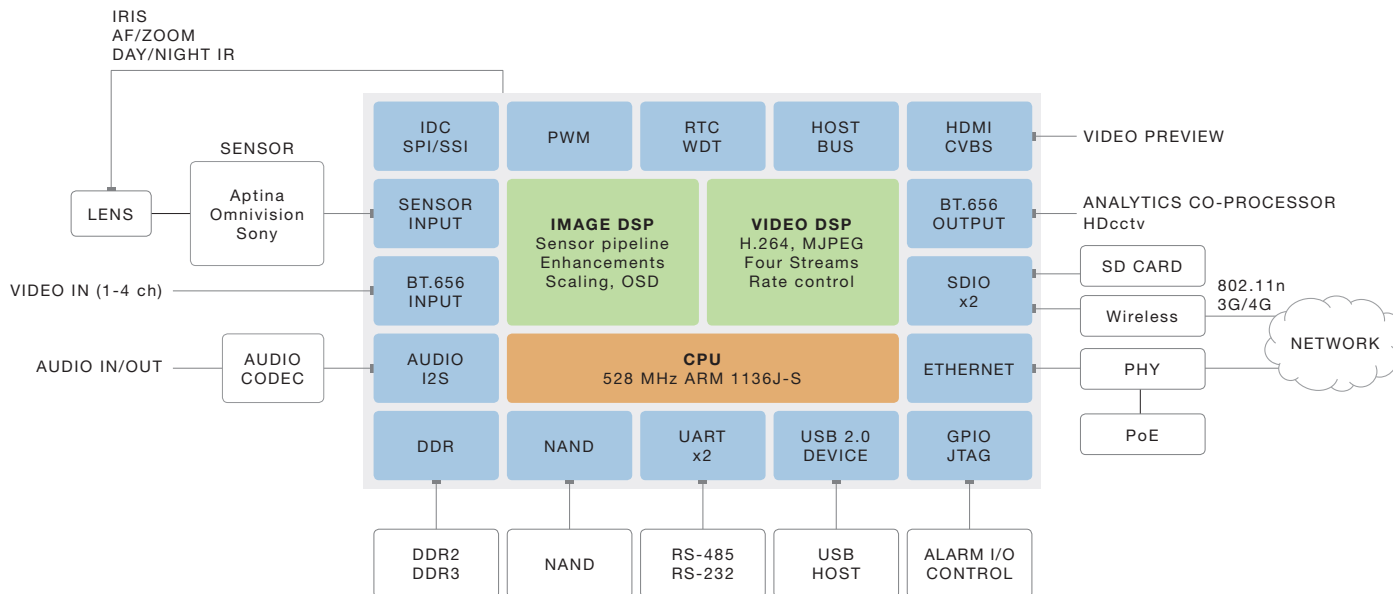 IRIS
AF/ZOOM
DAY/NIGHT IR
IDC
SPI/SSI
PWM
RTC
WDT
HOST
BUS
HDMI
CVBS
VIDEO PREVIEW
SENSOR
Aptina
Omnivision
Sony
LENS
SENSOR
INPUT
IMAGE DSP
Sensor pipeline
Enhancements
Scaling, OSD
VIDEO DSP
H.264, MJPEG
Four Streams
Rate control
BT.656
OUTPUT
ANALYTICS CO-PROCESSOR
HDcctv
VIDEO IN (1-4 ch)
BT.656
INPUT
SDIO
x2
SD CARD
Wireless
802.11n
3G/4G
NETWORK
AUDIO IN/OUT
AUDIO
CODEC
AUDIO
I2S
CPU
528 MHz ARM 1136J-S
ETHERNET
PHY
PoE
DDR
NAND
UART
x2
USB 2.0
DEVICE
GPIO
JTAG
DDR2
DDR3
NAND
RS-485
RS-232
USB
HOST
ALARM I/O
CONTROL